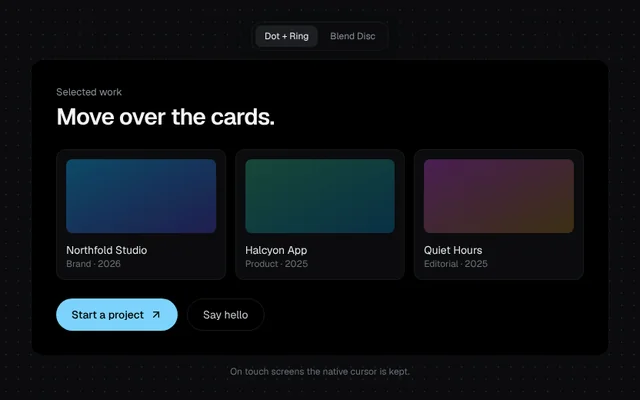 Dot + Ring
Blend Disc
Selected work
Move over the cards.
Northfold Studio
Brand · 2026
Halcyon App
Product · 2025
Quiet Hours
Editorial · 2025
Start a project
Say hello
On touch screens the native cursor is kept.